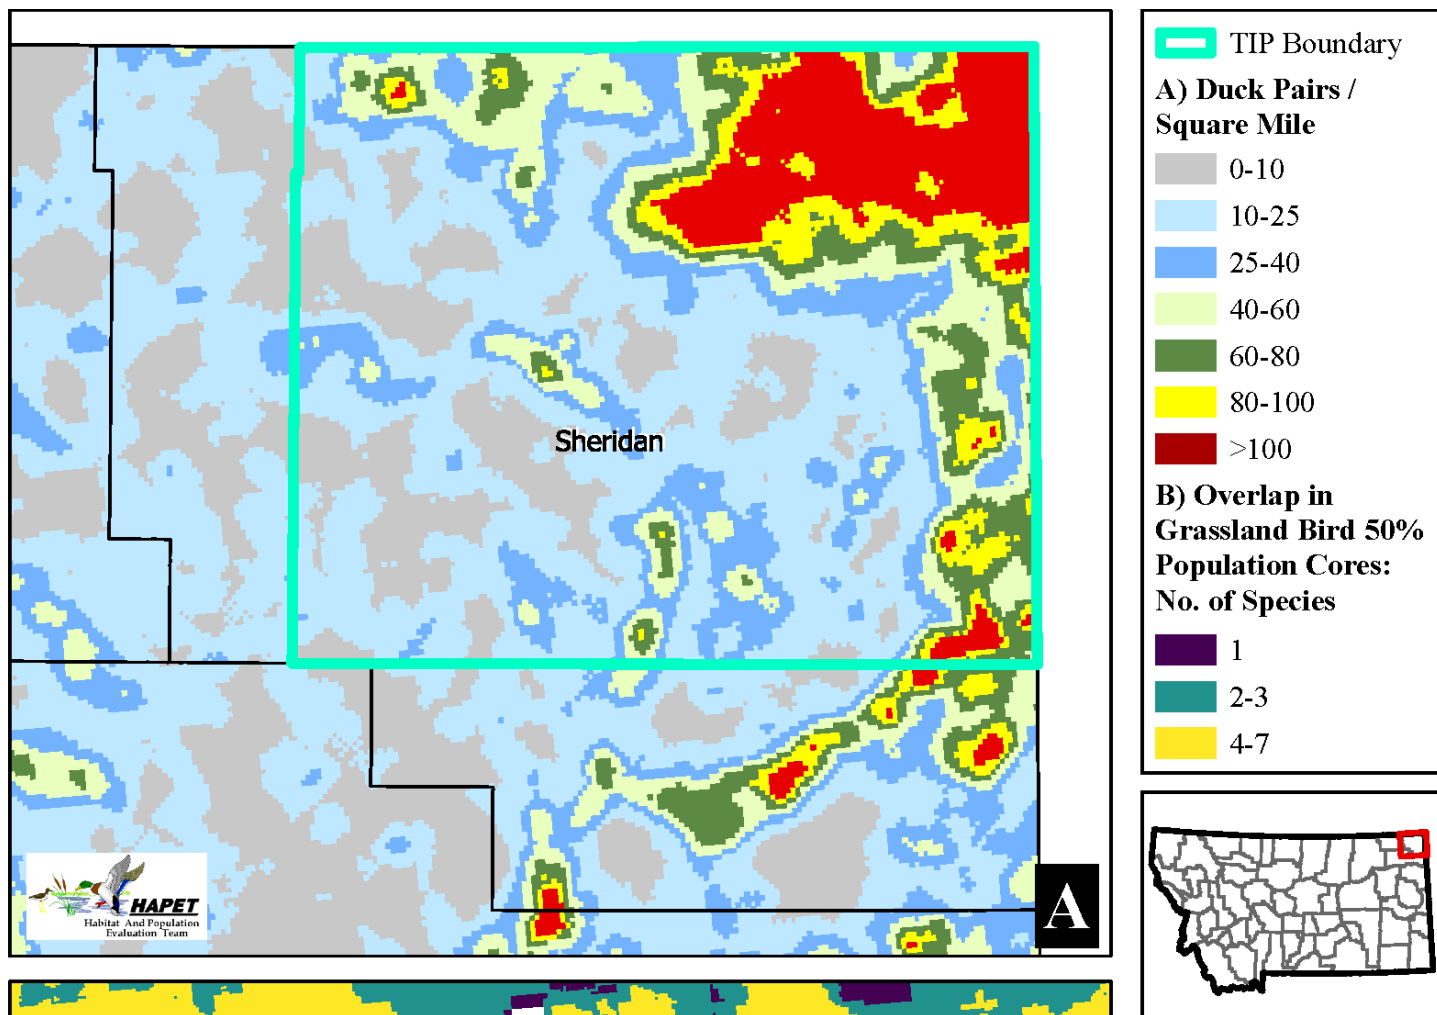 Sheridan
HAPET
Habitat And Population
Evaluation Team
A
TIP Boundary
A) Duck Pairs /
Square Mile
0-10
10-25
25-40
40-60
60-80
80-100
>100
B) Overlap in
Grassland Bird 50%
Population Cores:
No. of Species
1
2-3
4-7